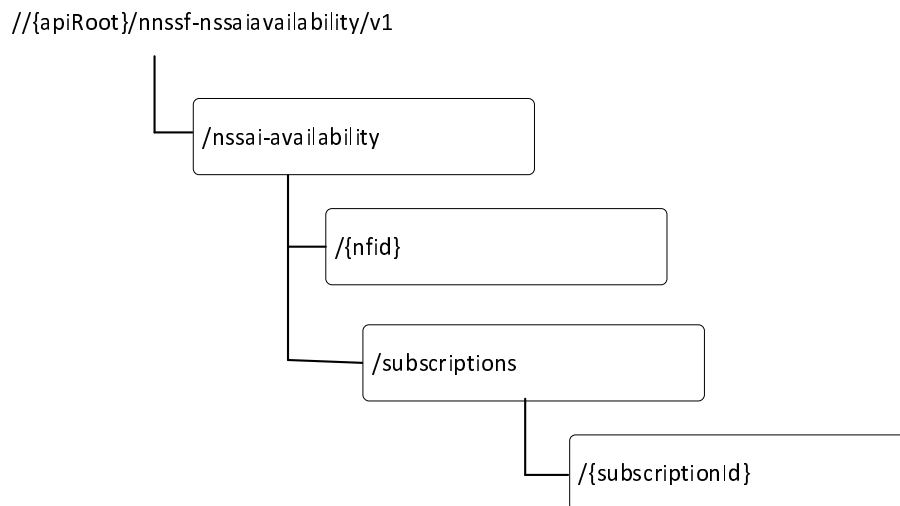 //{apiRoot}/nnssf-nssaiavailability/v1
/nssai-availability
/{nfid}
/subscriptions
/{subscriptionId}